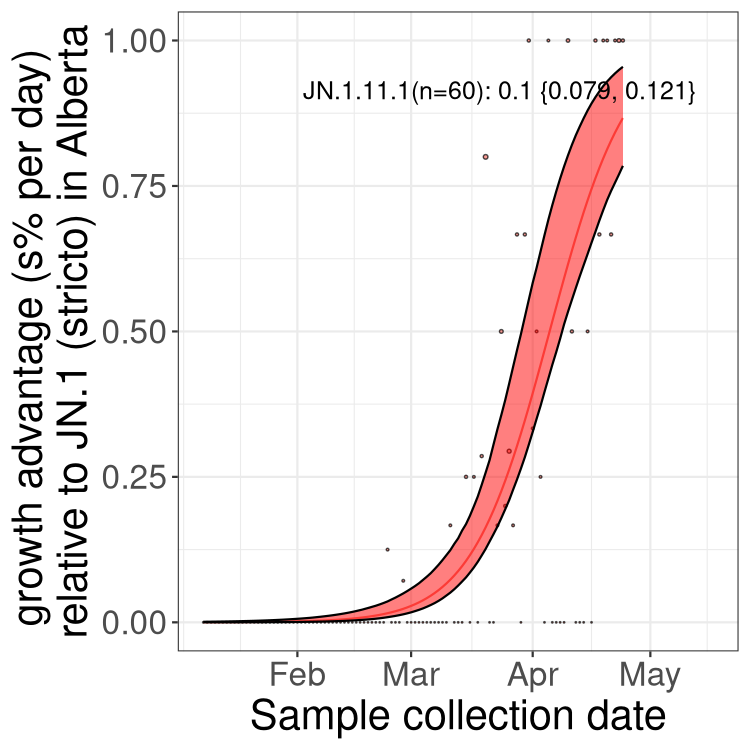 growth advantage (s% per day)
relative to JN.1 (stricto) in Alberta
1.00
0.75
0.50
0.25
0.00
JN.1.11.1(n=60): 0.1 {0.079, 0.121}
Feb Mar Apr May
Sample collection date